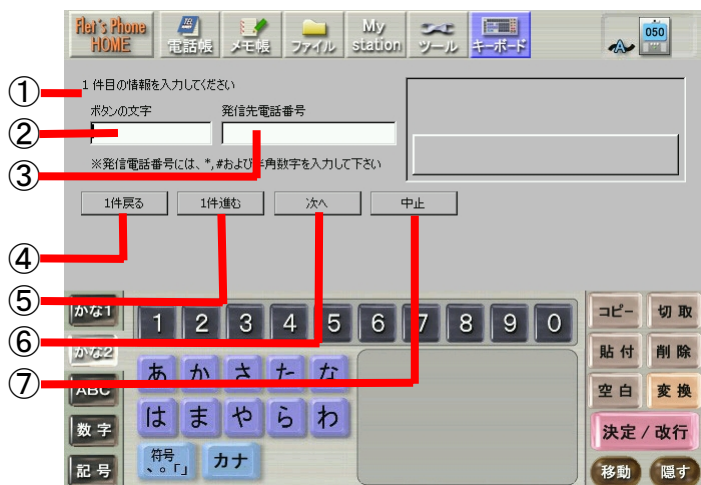 Flet's Phone HOME 電話帳 メモ帳 ファイル My station ツール キーボード 050
① 1 件目の情報を入力してください
ボタンの文字 発信先電話番号
②
※発信電話番号には、*,#および半角数字を入力して下さい
③
1件戻る 1件進む 次へ 中止
④
⑤
かな1 1 2 3 4 5 6 7 8 9 0 コピー 切取
⑥ かな2 あ か さ た な 貼付 削除
⑦ ABC 空白 変換
数字 は ま や ら わ 決定 / 改行
記号 符号 、。「」 カナ 移動 隠す